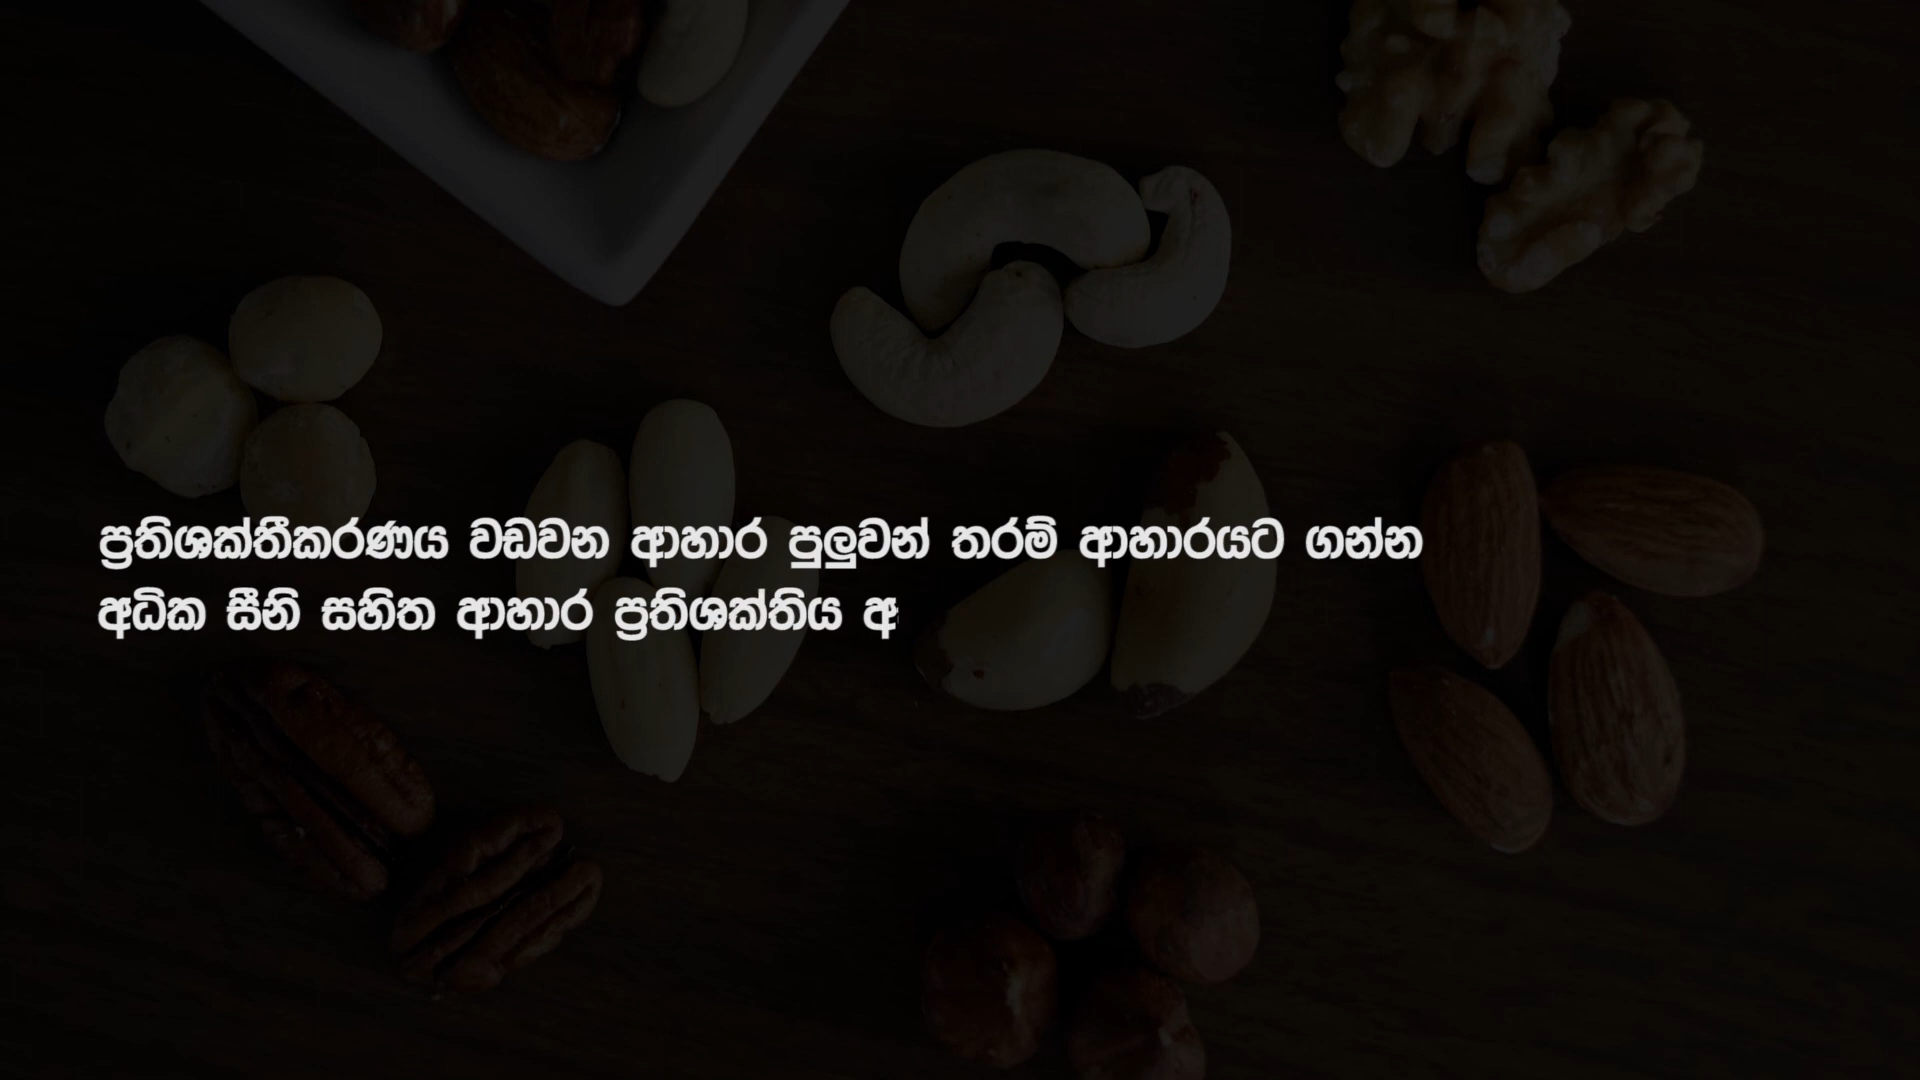 ප්‍රතිශක්තීකරණය වඩවන ආහාර පුලුවන් තරම් ආහාරයට ගන්න
අධික සීනි සහිත ආහාර ප්‍රතිශක්තිය අ